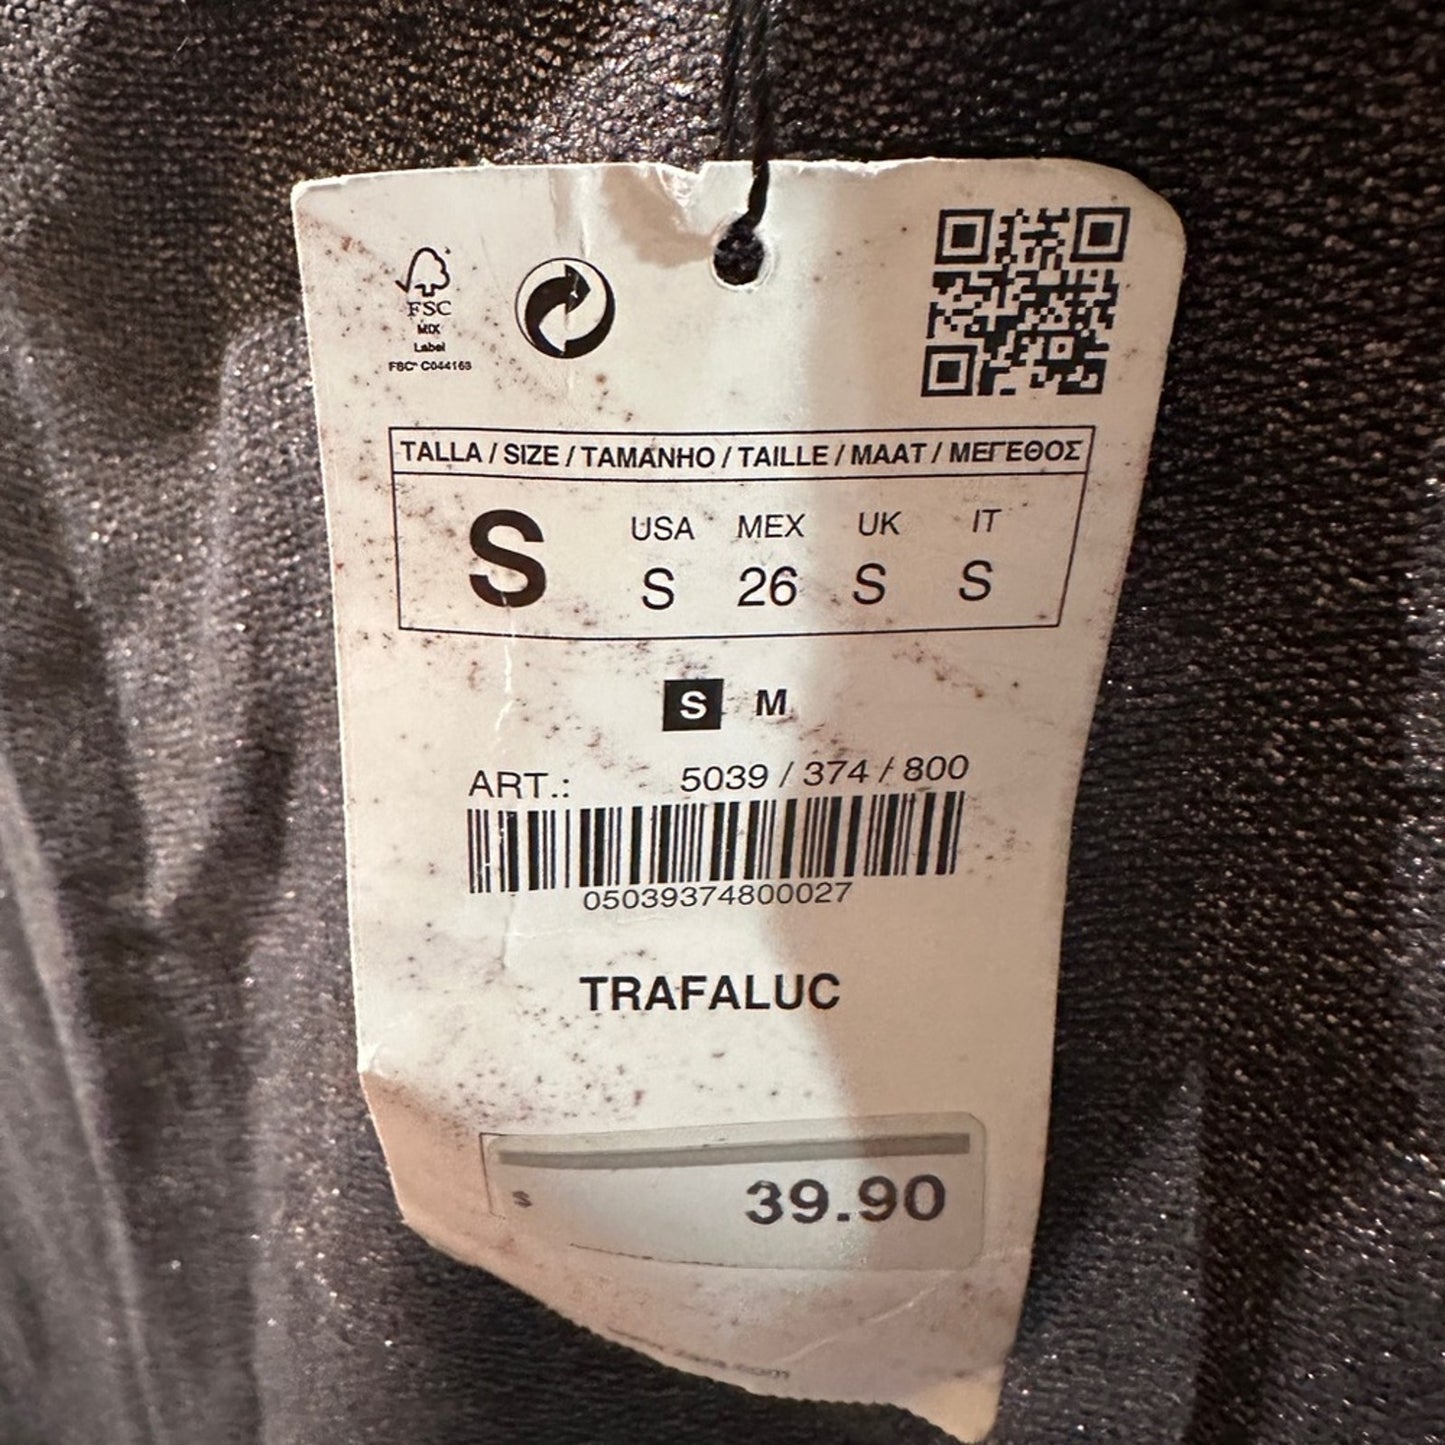 FSC
MIX
Label
FSC® C044163
TALLA / SIZE / TAMANHO / TAILLE / MAAT / ΜΕΓΕΘΟΣ
S USA MEX UK IT
S 26 S S
S M
ART.: 5039 / 374 / 800
05039374800027
TRAFALUC
$ 39.90